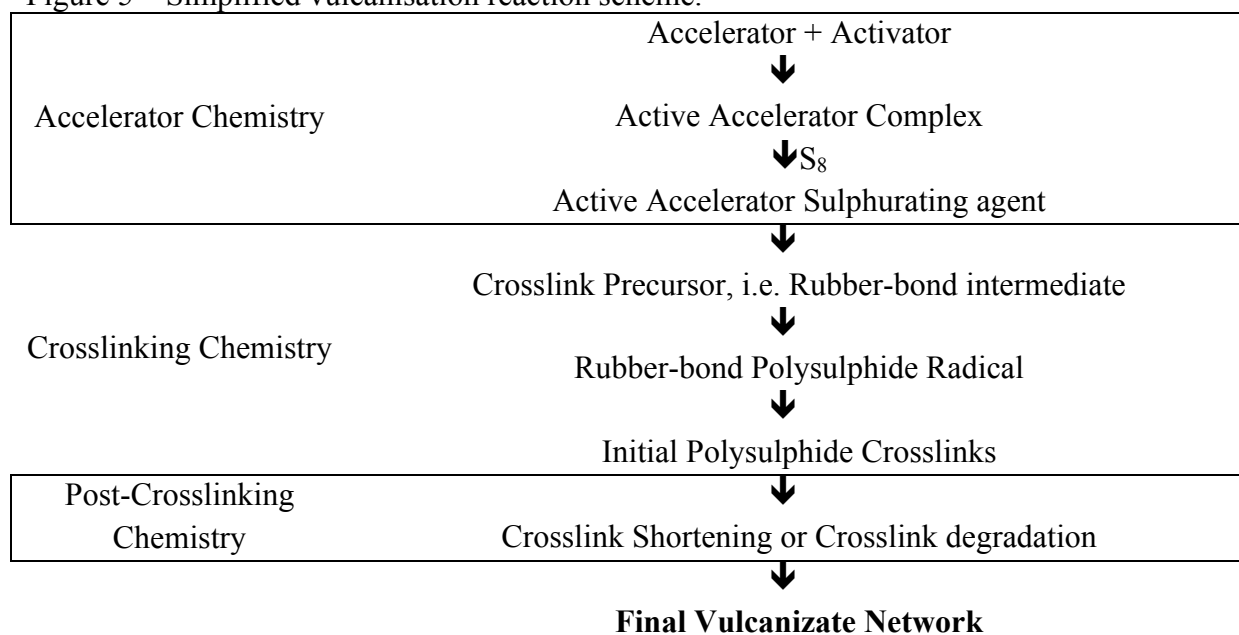 Figure 5 – Simplified vulcanisation reaction scheme.
Accelerator + Activator
Accelerator Chemistry
Active Accelerator Complex
S₈
Active Accelerator Sulphurating agent
Crosslink Precursor, i.e. Rubber-bond intermediate
Crosslinking Chemistry
Rubber-bond Polysulphide Radical
Initial Polysulphide Crosslinks
Post-Crosslinking
Chemistry
Crosslink Shortening or Crosslink degradation
Final Vulcanizate Network